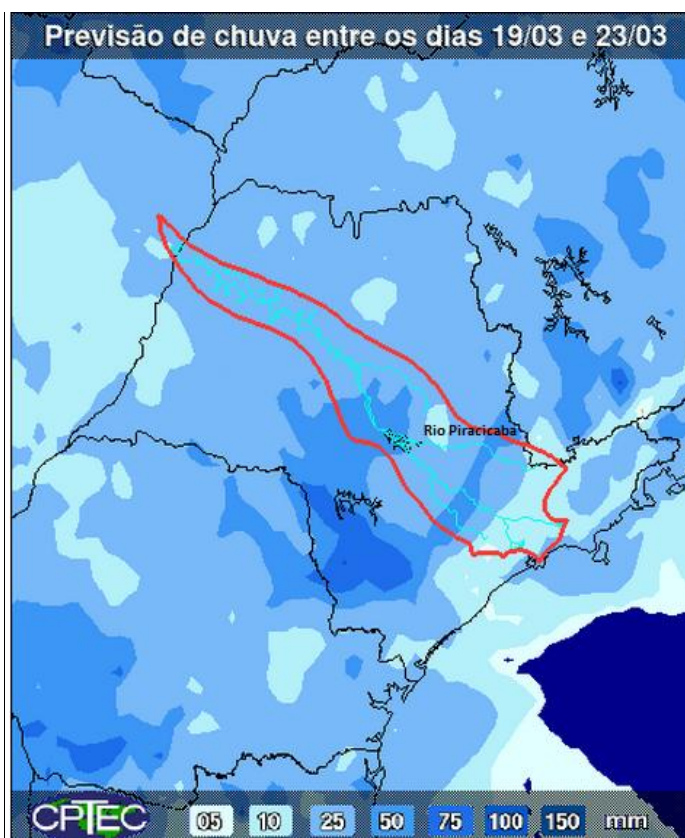 Previsão de chuva entre os dias 19/03 e 23/03
Rio Piracicaba
CPTEC 05 10 25 50 75 100 150 mm